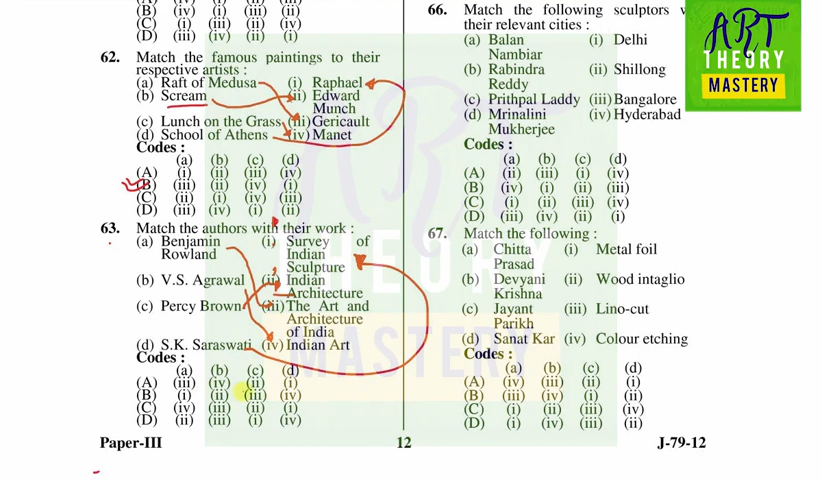 (B) (iv) (i) (iii) (ii)
(C) (i) (iii) (ii) (iv)
(D) (iii) (iv) (ii) (i)
62. Match the famous paintings to their
respective artists :
(a) Raft of Medusa (i) Raphael
(b) Scream (ii) Edward
Munch
(c) Lunch on the Grass (iii) Gericault
(d) School of Athens (iv) Manet
Codes :
(a) (b) (c) (d)
(A) (i) (ii) (iii) (iv)
(B) (iii) (ii) (iv) (i)
(C) (ii) (i) (iv) (iii)
(D) (iii) (iv) (i) (ii)
63. Match the authors with their work :
(a) Benjamin (i) Survey of
Rowland Indian
Sculpture
(b) V.S. Agrawal (ii) Indian
Architecture
(c) Percy Brown (iii) The Art and
Architecture
of India
(d) S.K. Saraswati (iv) Indian Art
Codes :
(a) (b) (c) (d)
(A) (iii) (iv) (ii) (i)
(B) (i) (ii) (iii) (iv)
(C) (iv) (iii) (ii) (i)
(D) (ii) (iii) (i) (iv)
66. Match the following sculptors
their relevant cities :
(a) Balan (i) Delhi
Nambiar
(b) Rabindra (ii) Shillong
Reddy
(c) Prithpal Laddy (iii) Bangalore
(d) Mrinalini (iv) Hyderabad
Mukherjee
Codes :
(a) (b) (c) (d)
(A) (ii) (iii) (i) (iv)
(B) (iv) (i) (ii) (iii)
(C) (i) (ii) (iii) (iv)
(D) (iii) (iv) (ii) (i)
67. Match the following :
(a) Chitta (i) Metal foil
Prasad
(b) Devyani (ii) Wood intaglio
Krishna
(c) Jayant (iii) Lino-cut
Parikh
(d) Sanat Kar (iv) Colour etching
Codes :
(a) (b) (c) (d)
(A) (iv) (iii) (ii) (i)
(B) (iii) (iv) (i) (ii)
(C) (i) (ii) (iii) (iv)
(D) (i) (iv) (iii) (ii)
Paper-III 12 J-79-12
ART
THEORY
MASTERY
ART
THEORY
MASTERY